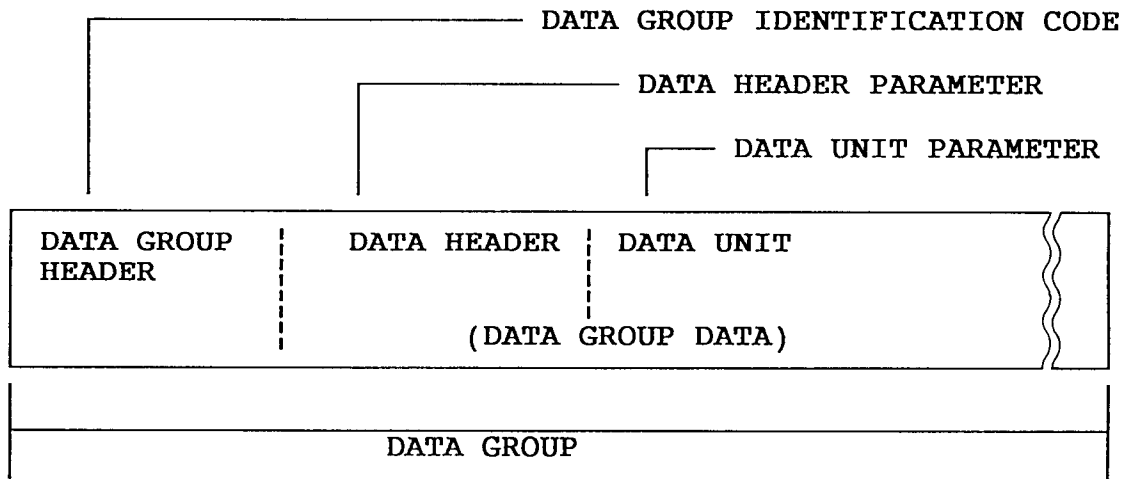 DATA GROUP IDENTIFICATION CODE
DATA HEADER PARAMETER
DATA UNIT PARAMETER
DATA GROUP
HEADER
DATA HEADER
DATA UNIT
(DATA GROUP DATA)
DATA GROUP